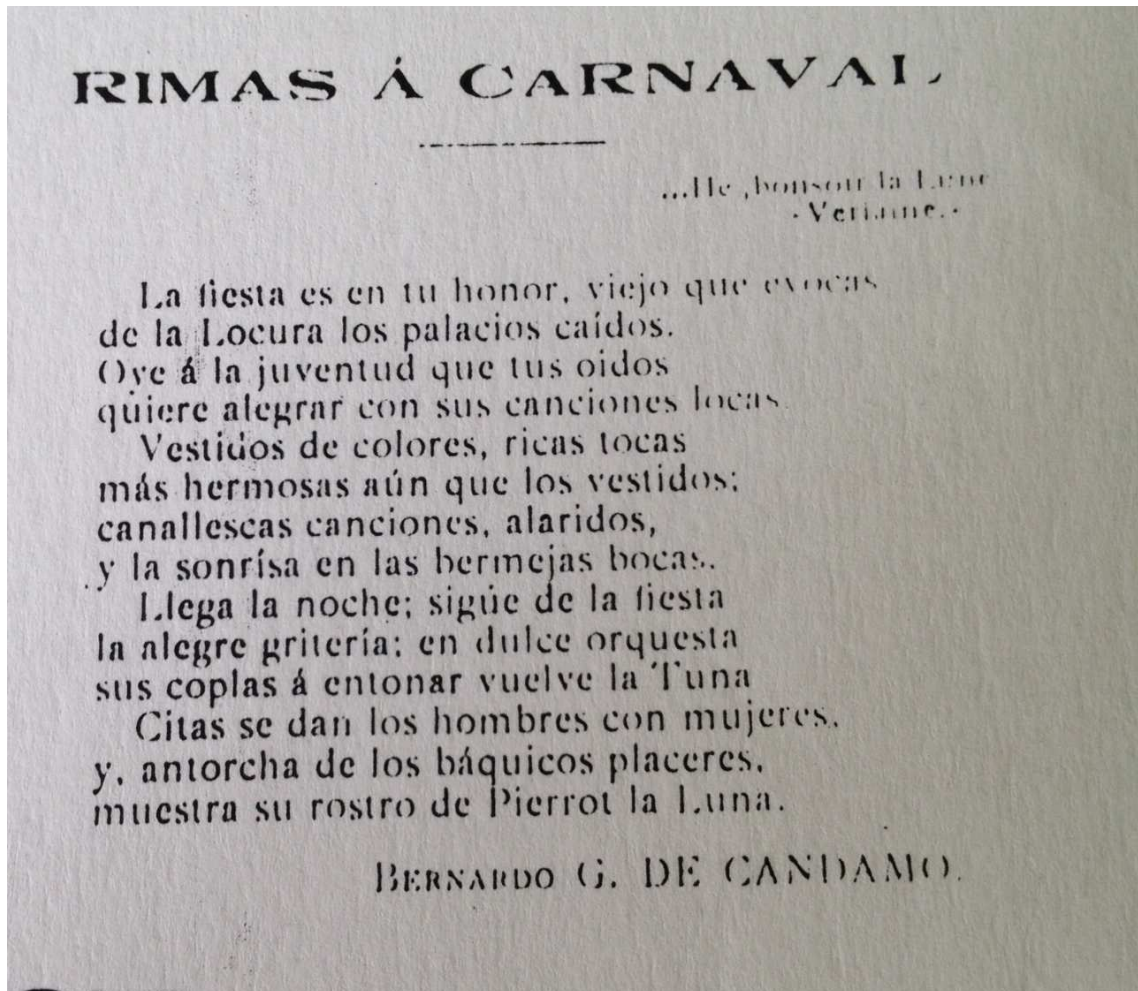 RIMAS Á CARNAVAL
...He ,bonsoir la Lune
- Verlaine. -
La fiesta es en tu honor, viejo que evocas
de la Locura los palacios caídos.
Oye á la juventud que tus oidos
quiere alegrar con sus canciones locas.
Vestidos de colores, ricas tocas
más hermosas aún que los vestidos;
canallescas canciones, alaridos,
y la sonrísa en las bermejas bocas.
Llega la noche; sigúe de la fiesta
la alegre gritería; en dulce orquesta
sus coplas á entonar vuelve la Tuna
Citas se dan los hombres con mujeres,
y, antorcha de los báquicos placeres,
muestra su rostro de Pierrot la Luna.
BERNARDO G. DE CANDAMO.